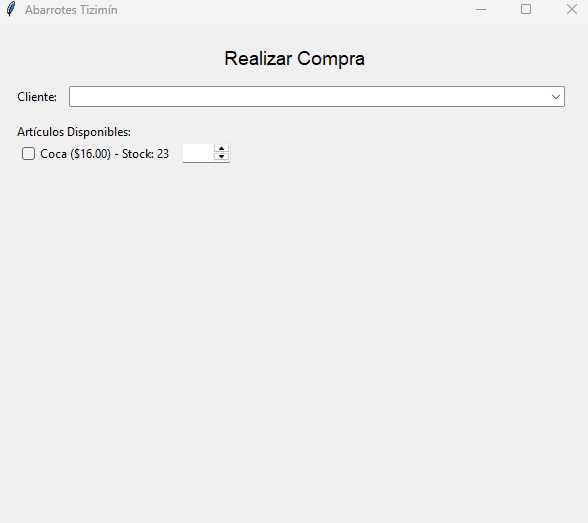 Abarrotes Tizimín
Realizar Compra
Cliente:
Artículos Disponibles:
Coca ($16.00) - Stock: 23